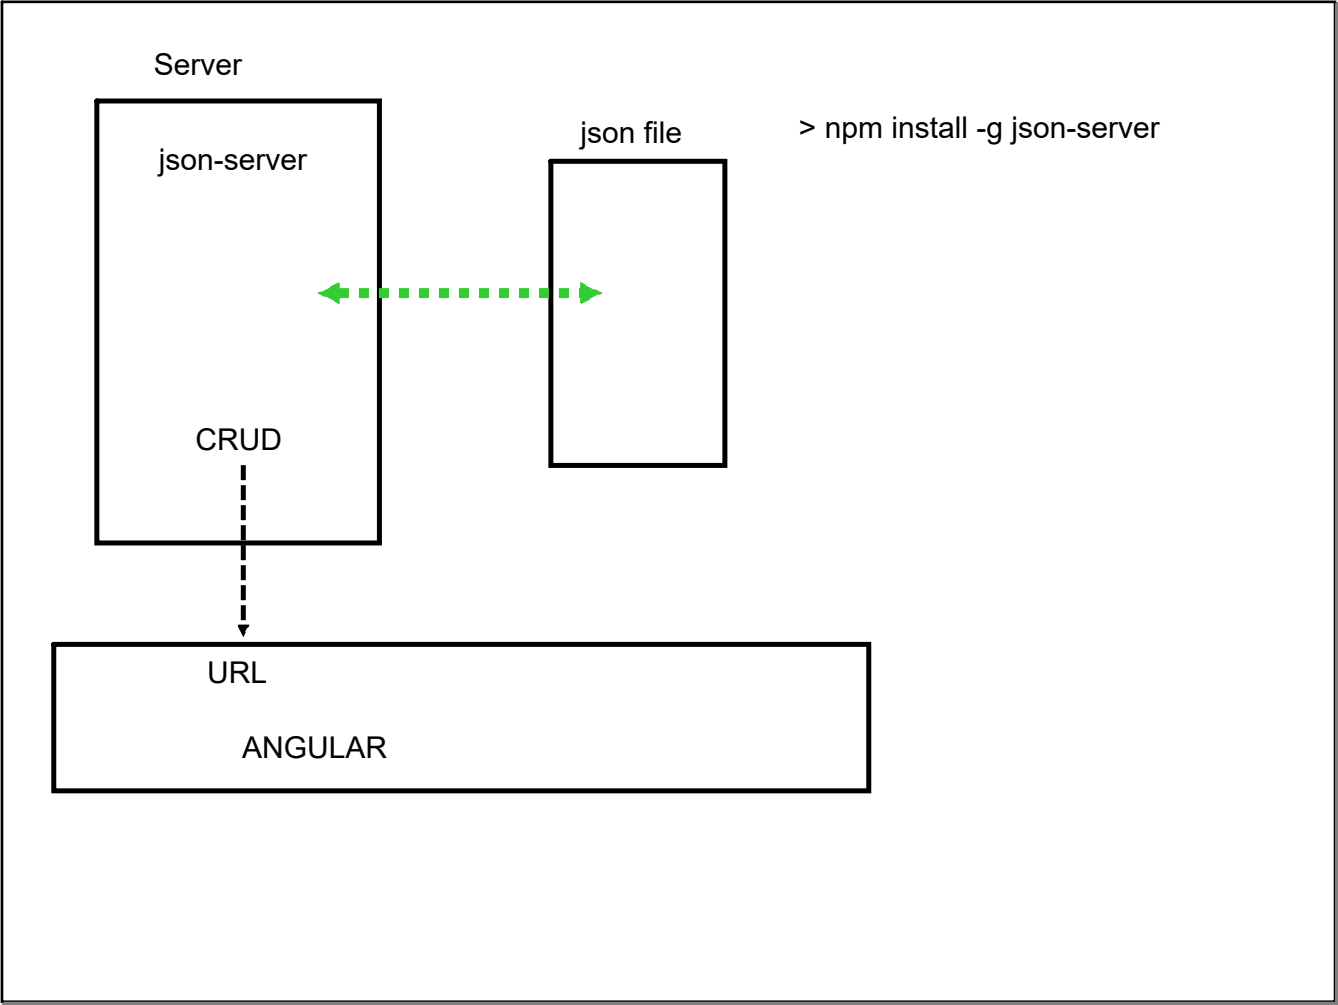 Server
json-server
json file
> npm install -g json-server
CRUD
URL
ANGULAR